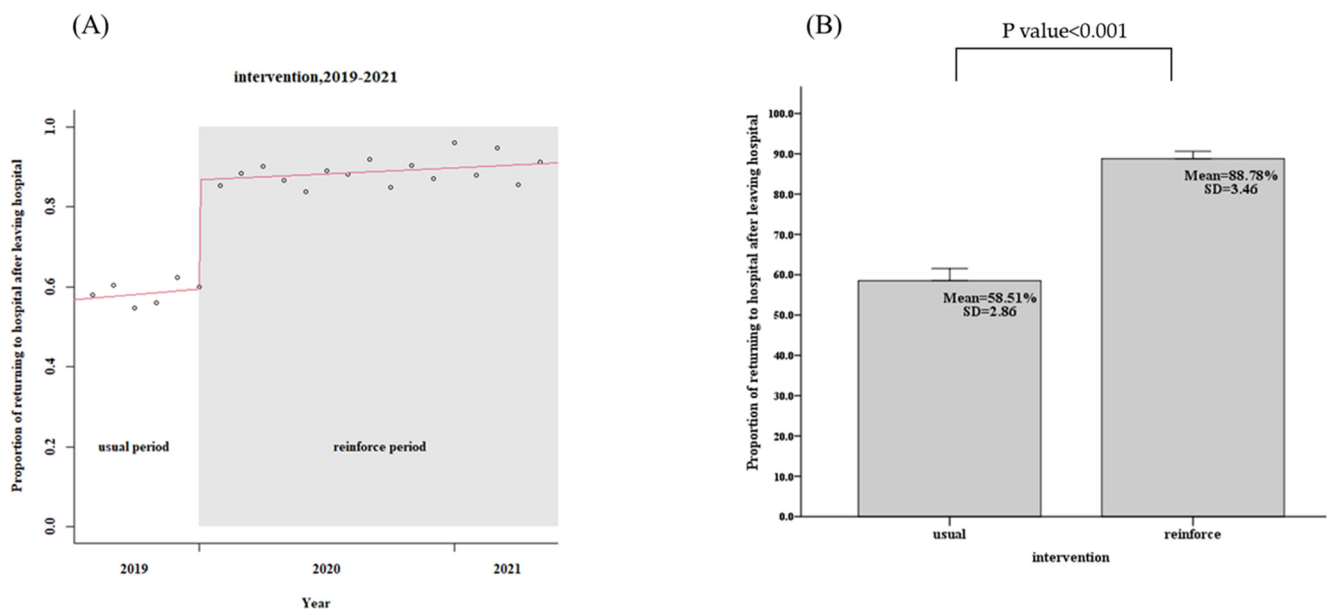 (A)
intervention,2019-2021
Proportion of returning to hospital after leaving hospital
1.0
0.8
0.6
0.4
0.2
0.0
usual period
reinforce period
2019
2020
2021
Year
(B)
P value<0.001
Proportion of returning to hospital after leaving hospital
100.0
90.0
80.0
70.0
60.0
50.0
40.0
30.0
20.0
10.0
0.0
Mean=58.51%
SD=2.86
Mean=88.78%
SD=3.46
usual
reinforce
intervention